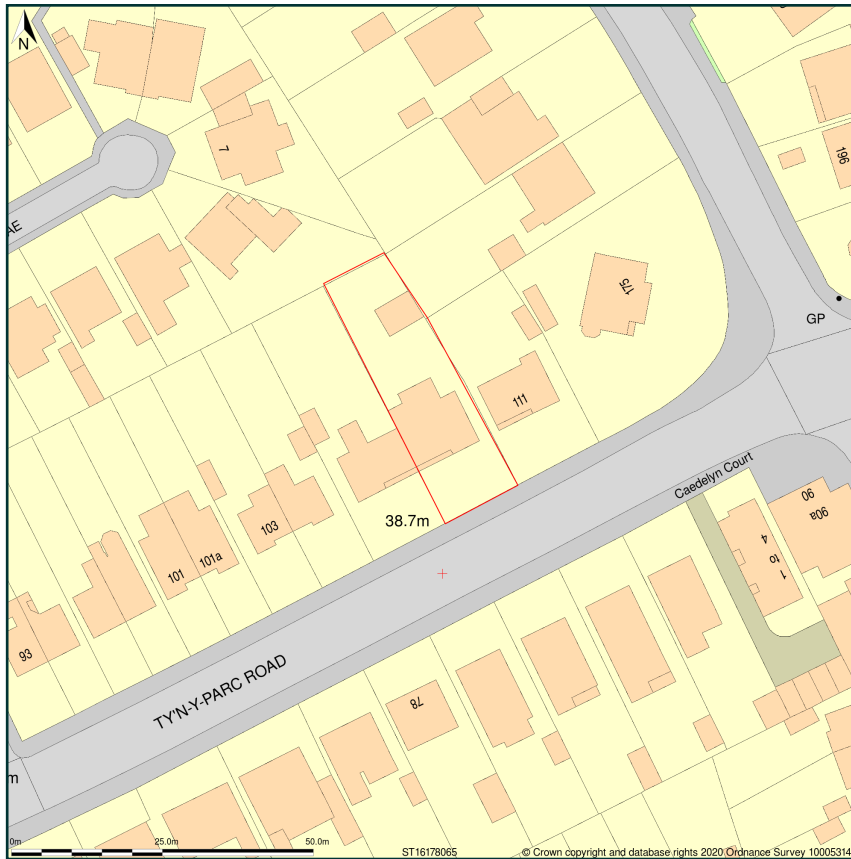 N
7
AE
196
175
GP
111
Caedelyn Court
38.7m
103
101
101a
93
90
90a
1 to 4
TY'N-Y-PARC ROAD
78
m
0m
25.0m
50.0m
ST16178065
© Crown copyright and database rights 2020 Ordnance Survey 10005314